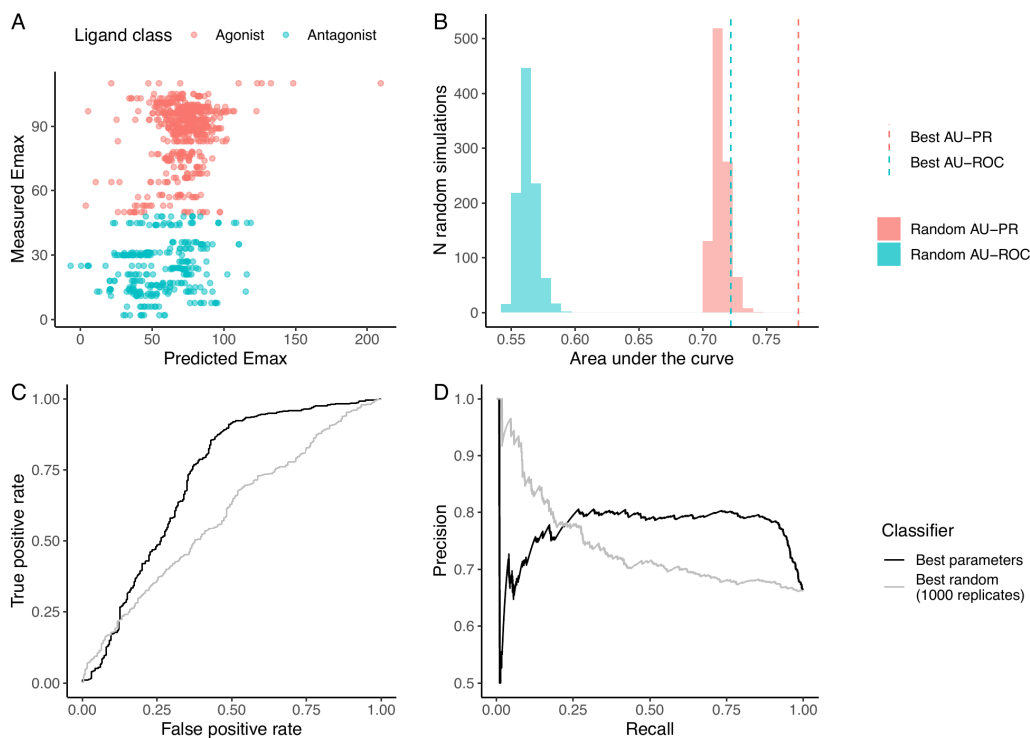 A
Ligand class Agonist Antagonist
90
60
30
0
Measured Emax
0 50 100 150 200
Predicted Emax
B
500
400
300
200
100
0
N random simulations
0.55 0.60 0.65 0.70 0.75
Area under the curve
Best AU−PR
Best AU−ROC
Random AU−PR
Random AU−ROC
C
1.00
0.75
0.50
0.25
0.00
True positive rate
0.00 0.25 0.50 0.75 1.00
False positive rate
D
1.0
0.9
0.8
0.7
0.6
0.5
Precision
0.00 0.25 0.50 0.75 1.00
Recall
Classifier
Best parameters
Best random
(1000 replicates)